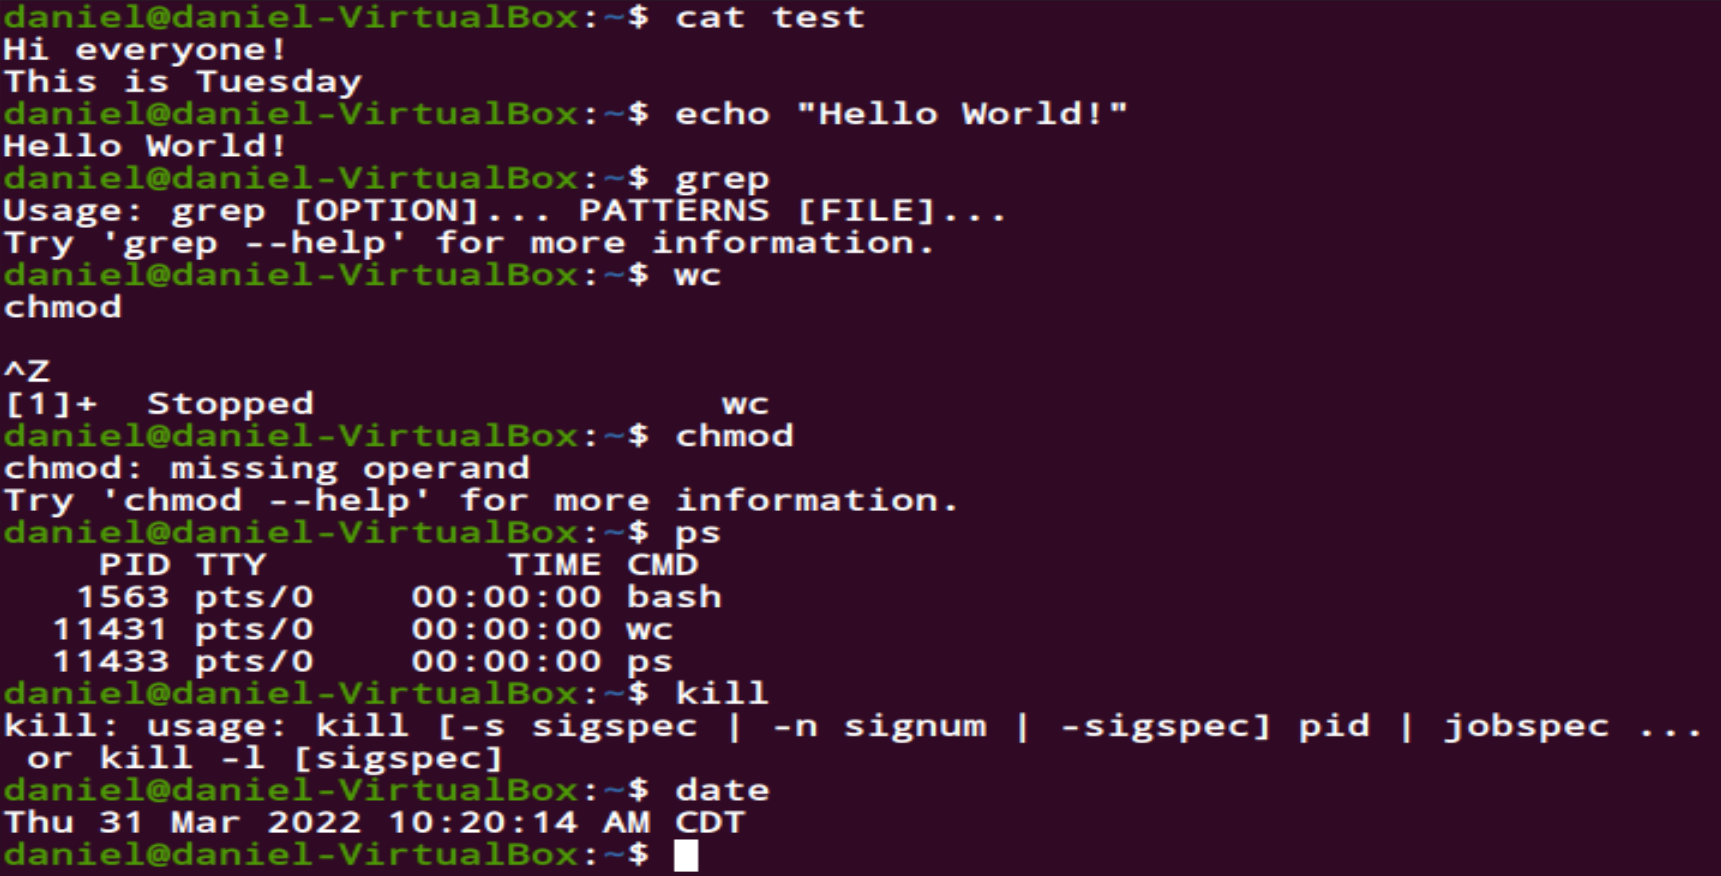 daniel@daniel-VirtualBox:~$ cat test
Hi everyone!
This is Tuesday
daniel@daniel-VirtualBox:~$ echo "Hello World!"
Hello World!
daniel@daniel-VirtualBox:~$ grep
Usage: grep [OPTION]... PATTERNS [FILE]...
Try 'grep --help' for more information.
daniel@daniel-VirtualBox:~$ wc
chmod

^Z
[1]+  Stopped                 wc
daniel@daniel-VirtualBox:~$ chmod
chmod: missing operand
Try 'chmod --help' for more information.
daniel@daniel-VirtualBox:~$ ps
    PID TTY          TIME CMD
   1563 pts/0    00:00:00 bash
  11431 pts/0    00:00:00 wc
  11433 pts/0    00:00:00 ps
daniel@daniel-VirtualBox:~$ kill
kill: usage: kill [-s sigspec | -n signum | -sigspec] pid | jobspec ...
 or kill -l [sigspec]
daniel@daniel-VirtualBox:~$ date
Thu 31 Mar 2022 10:20:14 AM CDT
daniel@daniel-VirtualBox:~$